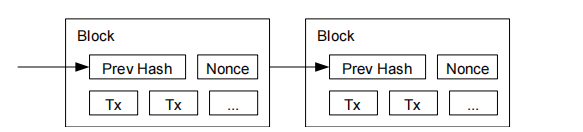 Block
Prev Hash Nonce
Tx Tx ...
Block
Prev Hash Nonce
Tx Tx ...